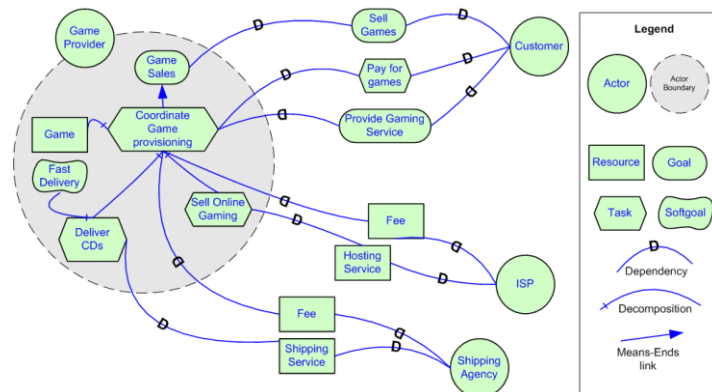 Game
Provider
Game
Sales
Coordinate
Game
provisioning
Game
Fast
Delivery
Deliver
CDs
Sell Online
Gaming
D
Sell
Games
D
D
Pay for
games
D
D
Provide Gaming
Service
D
Customer
D
Fee
D
D
Hosting
Service
D
ISP
D
Fee
D
D
Shipping
Service
D
Shipping
Agency
Legend
Actor
Actor
Boundary
Resource
Goal
Task
Softgoal
D
Dependency
Decomposition
Means-Ends
link